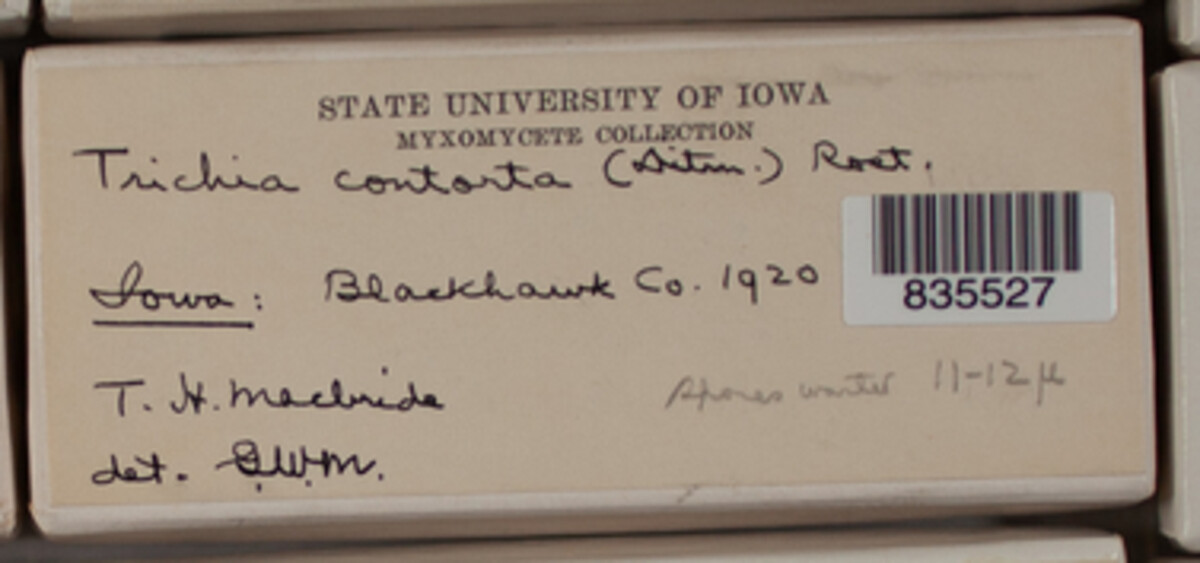 STATE UNIVERSITY OF IOWA
MYXOMYCETE COLLECTION
Trichia contorta (Ditm.) Rost.
Iowa: Blackhawk Co. 1920
835527
T. H. Macbride
Spores 11-12 µ
det. G.W.M.